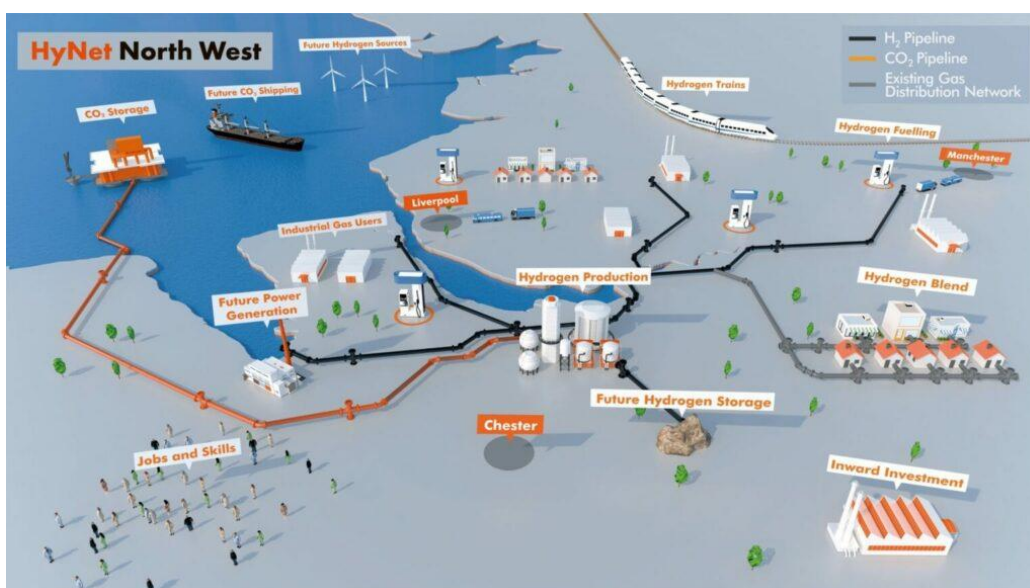 HyNet North West
Future Hydrogen Sources
H₂ Pipeline
CO₂ Pipeline
Existing Gas
Distribution Network
CO₂ Storage
Future CO₂ Shipping
Hydrogen Trains
Hydrogen Fuelling
Manchester
Liverpool
Industrial Gas Users
Hydrogen Production
Hydrogen Blend
Future Power
Generation
Future Hydrogen Storage
Chester
Jobs and Skills
Inward Investment